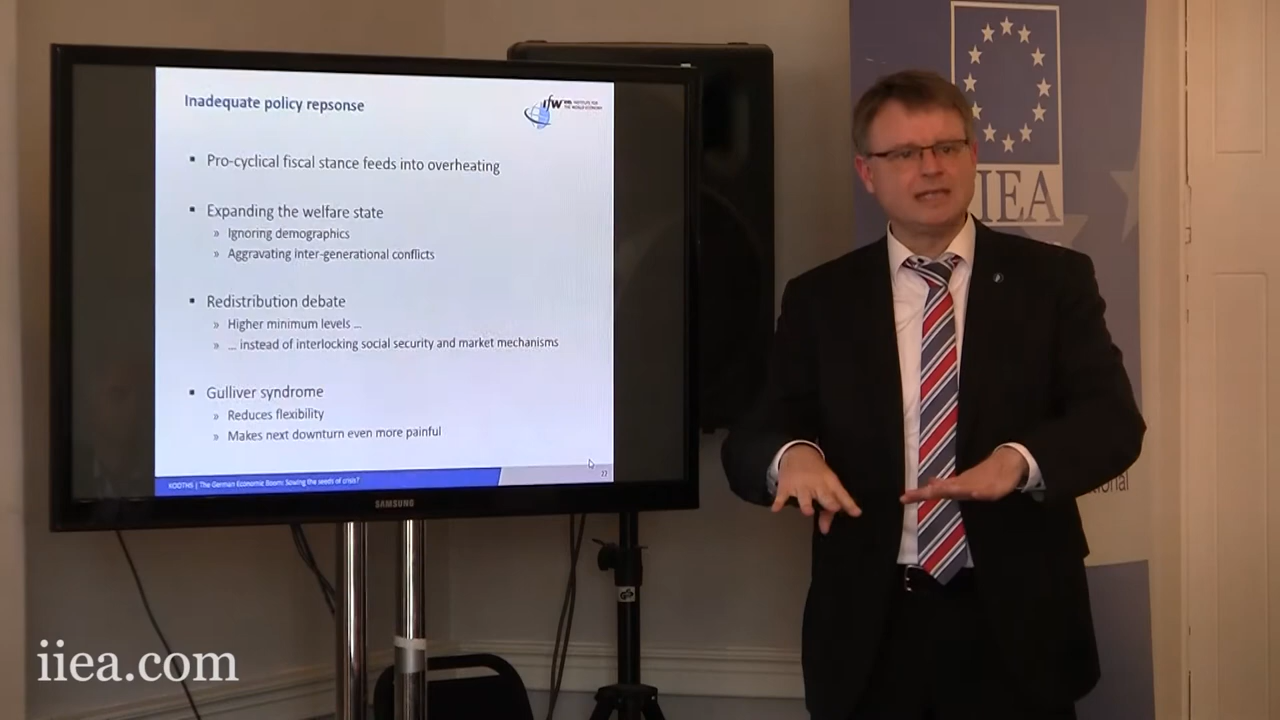 Inadequate policy repsonse
ifw KIEL INSTITUTE FOR
THE WORLD ECONOMY
▪ Pro-cyclical fiscal stance feeds into overheating
▪ Expanding the welfare state
» Ignoring demographics
» Aggravating inter-generational conflicts
▪ Redistribution debate
» Higher minimum levels ...
» ... instead of interlocking social security and market mechanisms
▪ Gulliver syndrome
» Reduces flexibility
» Makes next downturn even more painful
KOOTHS | The German Economic Boom: Sowing the seeds of crisis?
22
SAMSUNG
IIEA
iiea.com